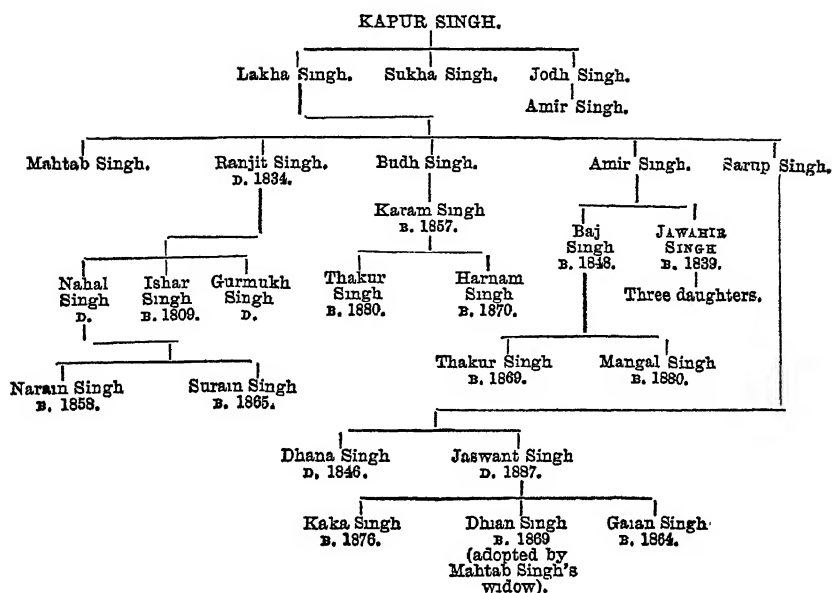 KAPUR SINGH.
Lakha Singh. Sukha Singh. Jodh Singh.
Amir Singh.
Mahtab Singh. Ranjit Singh. Budh Singh. Amir Singh. Sarup Singh.
D. 1834.
Karam Singh
B. 1857.
Baj Singh B. 1848.
JAWAHIR SINGH B. 1839.
Nahal Singh D.
Ishar Singh B. 1809.
Gurmukh Singh D.
Thakur Singh B. 1880.
Harnam Singh B. 1870.
Three daughters.
Narain Singh
B. 1858.
Surain Singh
B. 1865.
Thakur Singh
B. 1869.
Mangal Singh
B. 1880.
Dhana Singh
D. 1846.
Jaswant Singh
D. 1887.
Kaka Singh
B. 1876.
Dhian Singh
B. 1869
(adopted by
Mahtab Singh's
widow).
Gaian Singh
B. 1864.